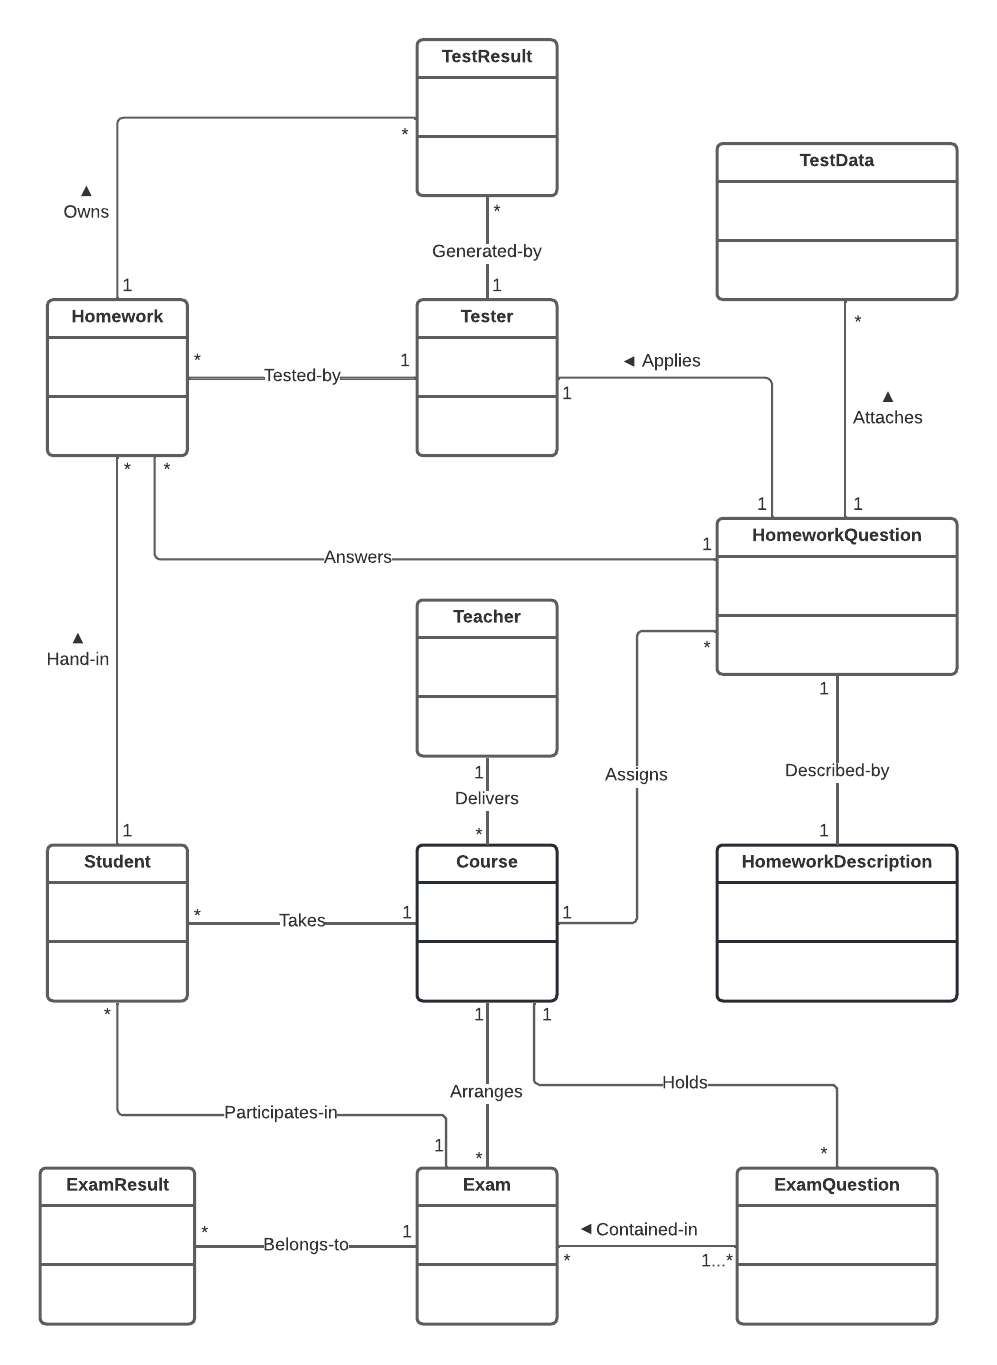 TestResult
*
TestData
▲
Owns
*
Generated-by
1
1
Homework
Tester
*
*
1
◄ Applies
Tested-by
1
▲
Attaches
*
*
1
1
HomeworkQuestion
1
Answers
Teacher
▲
Hand-in
*
1
1
Delivers
Assigns
Described-by
*
1
1
Student
Course
HomeworkDescription
*
Takes
1
1
*
1
1
Arranges
Holds
Participates-in
1
*
*
ExamResult
Exam
ExamQuestion
*
Belongs-to
1
◄ Contained-in
*
1...*